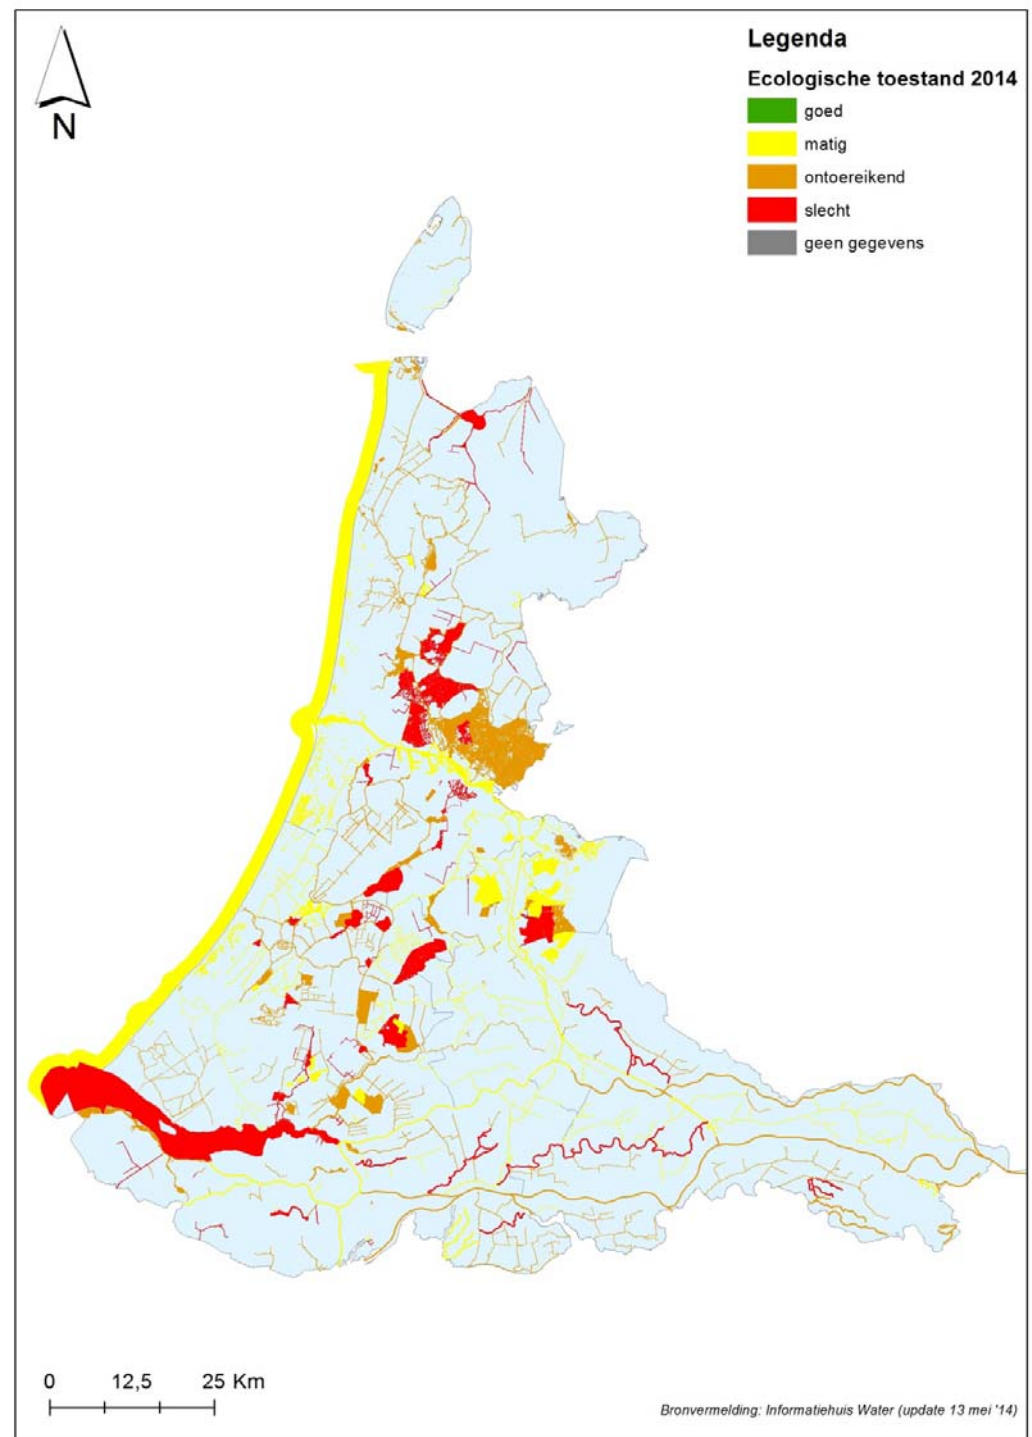 N
Legenda
Ecologische toestand 2014
goed
matig
ontoereikend
slecht
geen gegevens
0 12,5 25 Km
Bronvermelding: Informatiehuis Water (update 13 mei '14)